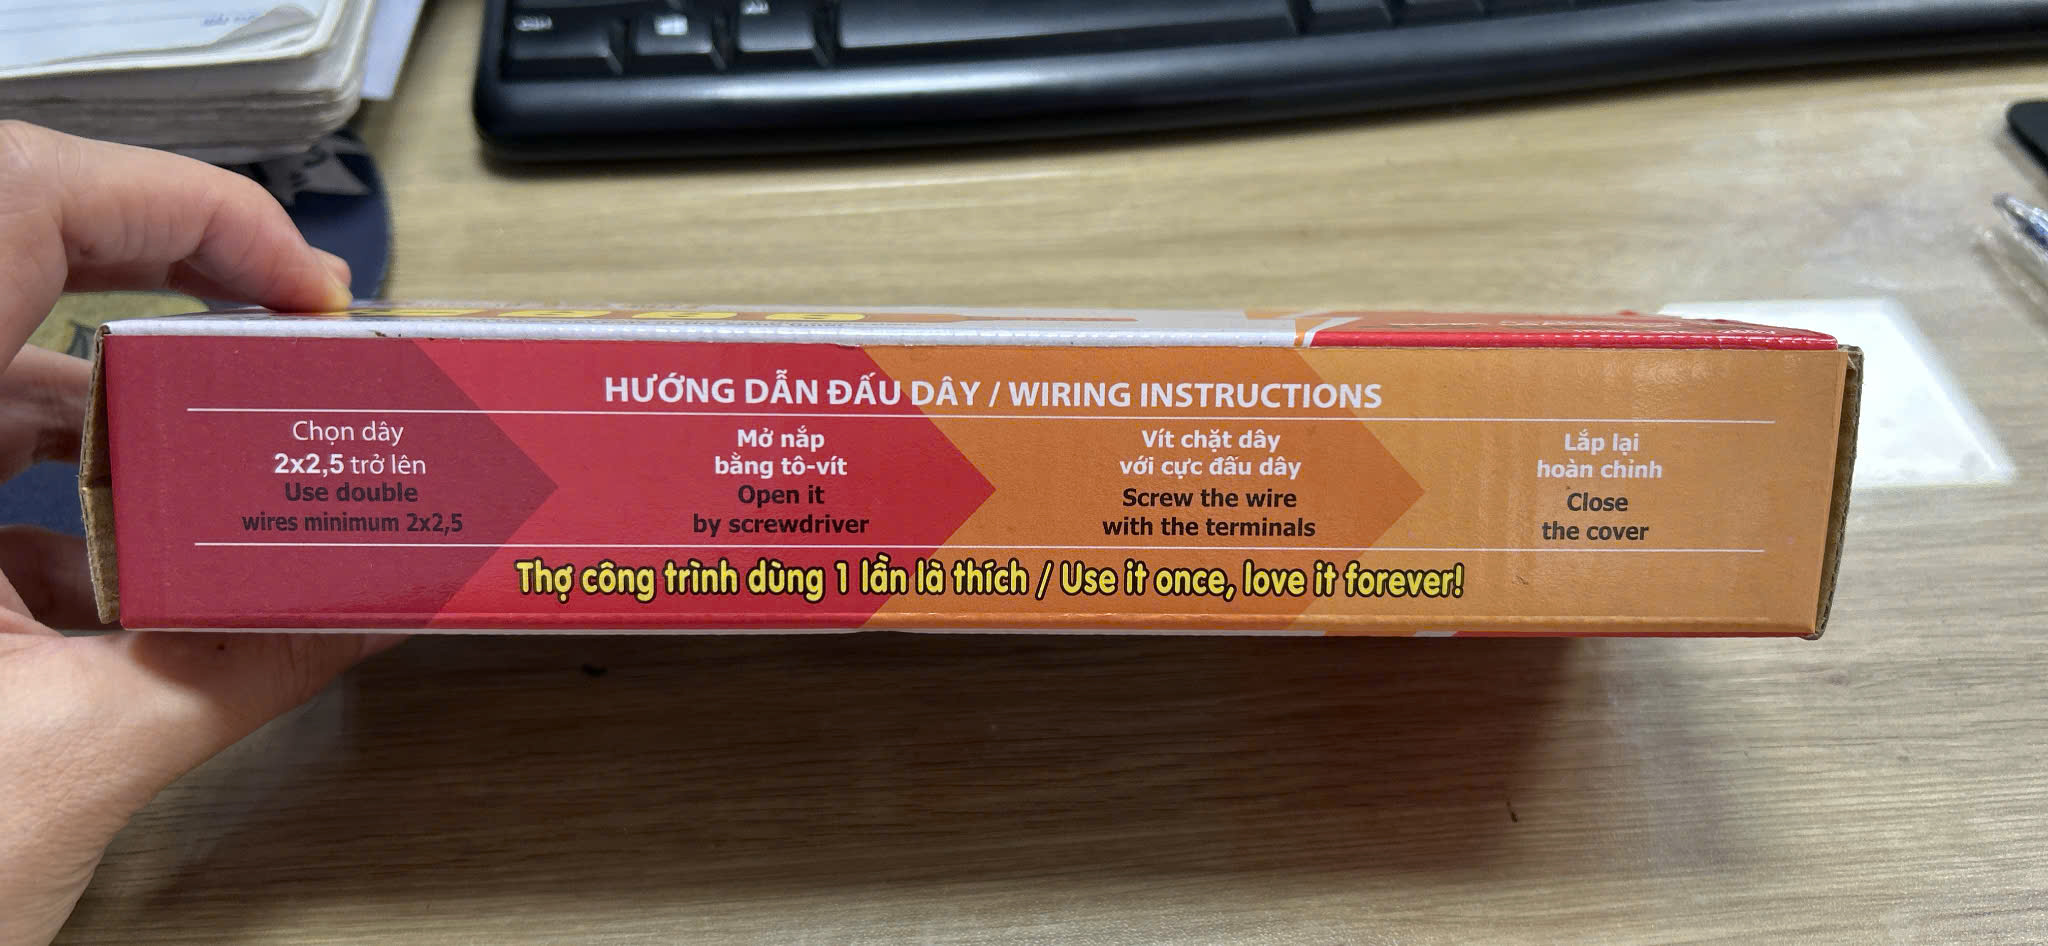 HƯỚNG DẪN ĐẤU DÂY / WIRING INSTRUCTIONS
Chọn dây
2x2,5 trở lên
Use double
wires minimum 2x2,5
Mở nắp
bằng tô-vít
Open it
by screwdriver
Vít chặt dây
với cực đấu dây
Screw the wire
with the terminals
Lắp lại
hoàn chỉnh
Close
the cover
Thợ công trình dùng 1 lần là thích / Use it once, love it forever!